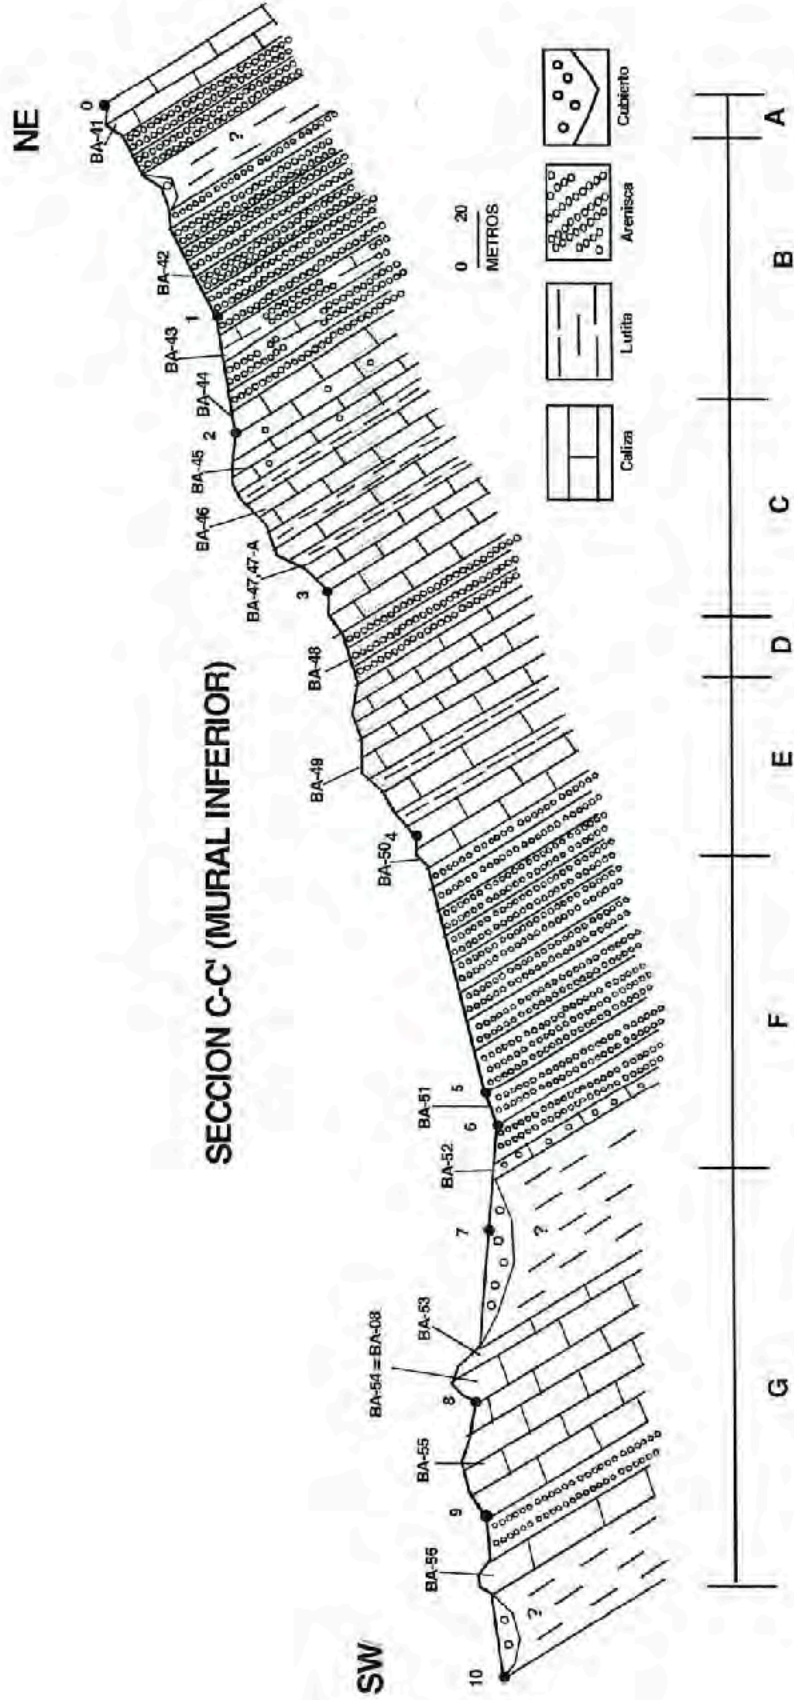 SECCION C-C' (MURAL INFERIOR)
SW
NE
10
BA-56
9
BA-55
8
BA-54=BA-08
BA-53
7
BA-52
6
BA-51
5
BA-50
4
BA-49
BA-48
3
BA-47,47-A
BA-46
BA-45
2
BA-44
BA-43
1
BA-42
BA-41
0
?
?
?
0 20
METROS
Caliza
Lutita
Arenisca
Cubierto
G
F
E
D
C
B
A